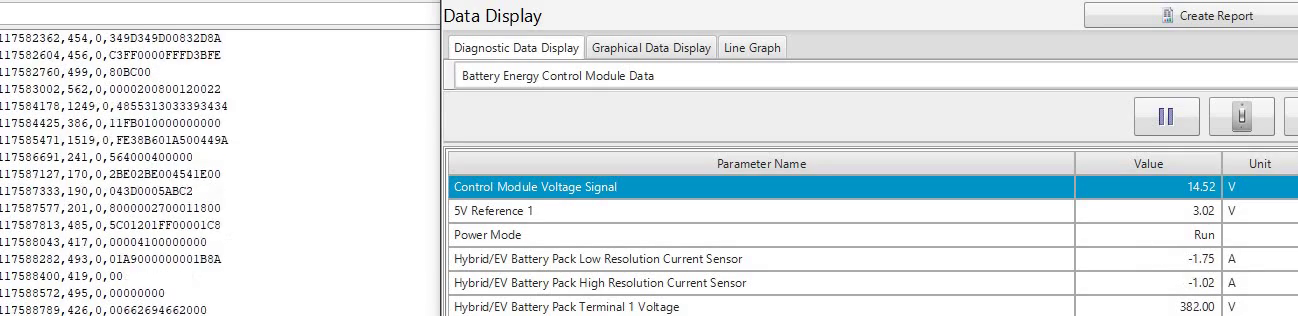 117582362,454,0,349D349D00832D8A
117582604,456,0,C3FF0000FFFD3BFE
117582760,499,0,80BC00
117583002,562,0,0000200800120022
117584178,1249,0,4855313033393434
117584425,386,0,11FB010000000000
117585471,1519,0,FE38B601A500449A
117586691,241,0,564000400000
117587127,170,0,2BE02BE004541E00
117587333,190,0,043D0005ABC2
117587577,201,0,8000002700011800
117587813,485,0,5C01201FF00001C8
117588043,417,0,00004100000000
117588282,493,0,01A9000000001B8A
117588400,419,0,00
117588572,495,0,00000000
117588789,426,0,00662694662000
Data Display
Create Report
Diagnostic Data Display Graphical Data Display Line Graph
Battery Energy Control Module Data
Parameter Name Value Unit
Control Module Voltage Signal 14.52 V
5V Reference 1 3.02 V
Power Mode Run
Hybrid/EV Battery Pack Low Resolution Current Sensor -1.75 A
Hybrid/EV Battery Pack High Resolution Current Sensor -1.02 A
Hybrid/EV Battery Pack Terminal 1 Voltage 382.00 V